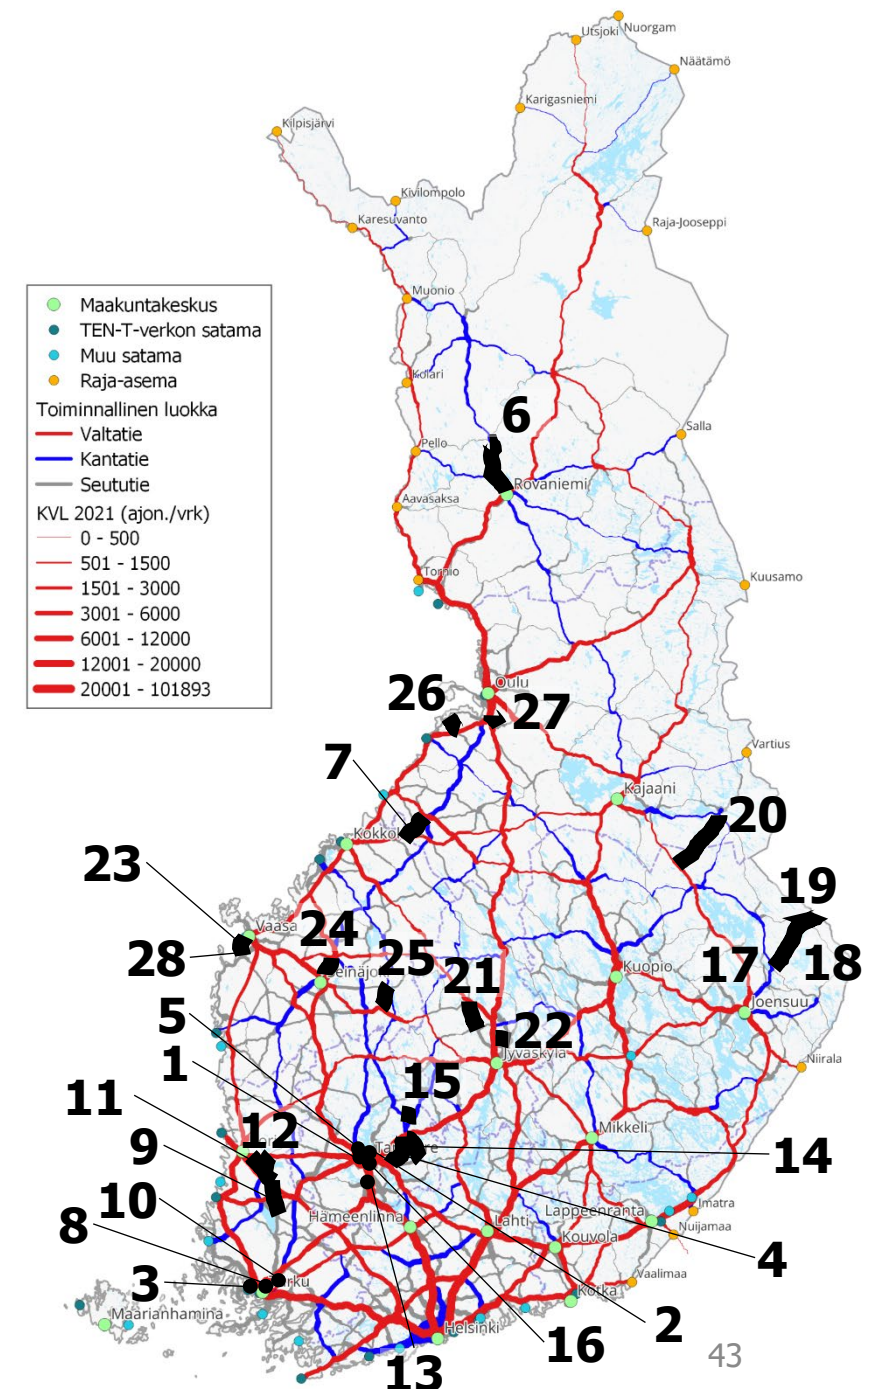 Nuorgam
Utsjoki
Näätämö
Karigasniemi
Kilpisjärvi
Kivilompolo
Karesuvanto
Raja-Jooseppi
Muonio
Maakuntakeskus
TEN-T-verkon satama
Muu satama
Raja-asema
Toiminnallinen luokka
Valtatie
Kantatie
Seututie
KVL 2021 (ajon./vrk)
0 - 500
501 - 1500
1501 - 3000
3001 - 6000
6001 - 12000
12001 - 20000
20001 - 101893
Kolari
6
Salla
Pello
Rovaniemi
Aavasaksa
Tornio
Kuusamo
Oulu
26
27
7
Vartius
Kajaani
20
Kokko
23
19
Vaasa
24
28
25
einäjo
Kuopio
17
18
21
Joensuu
5
22
Jyväskylä
1
Niirala
15
11
12
Mikkeli
9
Ta
re
14
10
Hämeenlinna
Lahti
Lappeenranta
Imatra
8
Nuijamaa
Kouvola
4
3
rku
Vaalimaa
Kotka
Maarianhamina
Helsinki
2
16
13
43